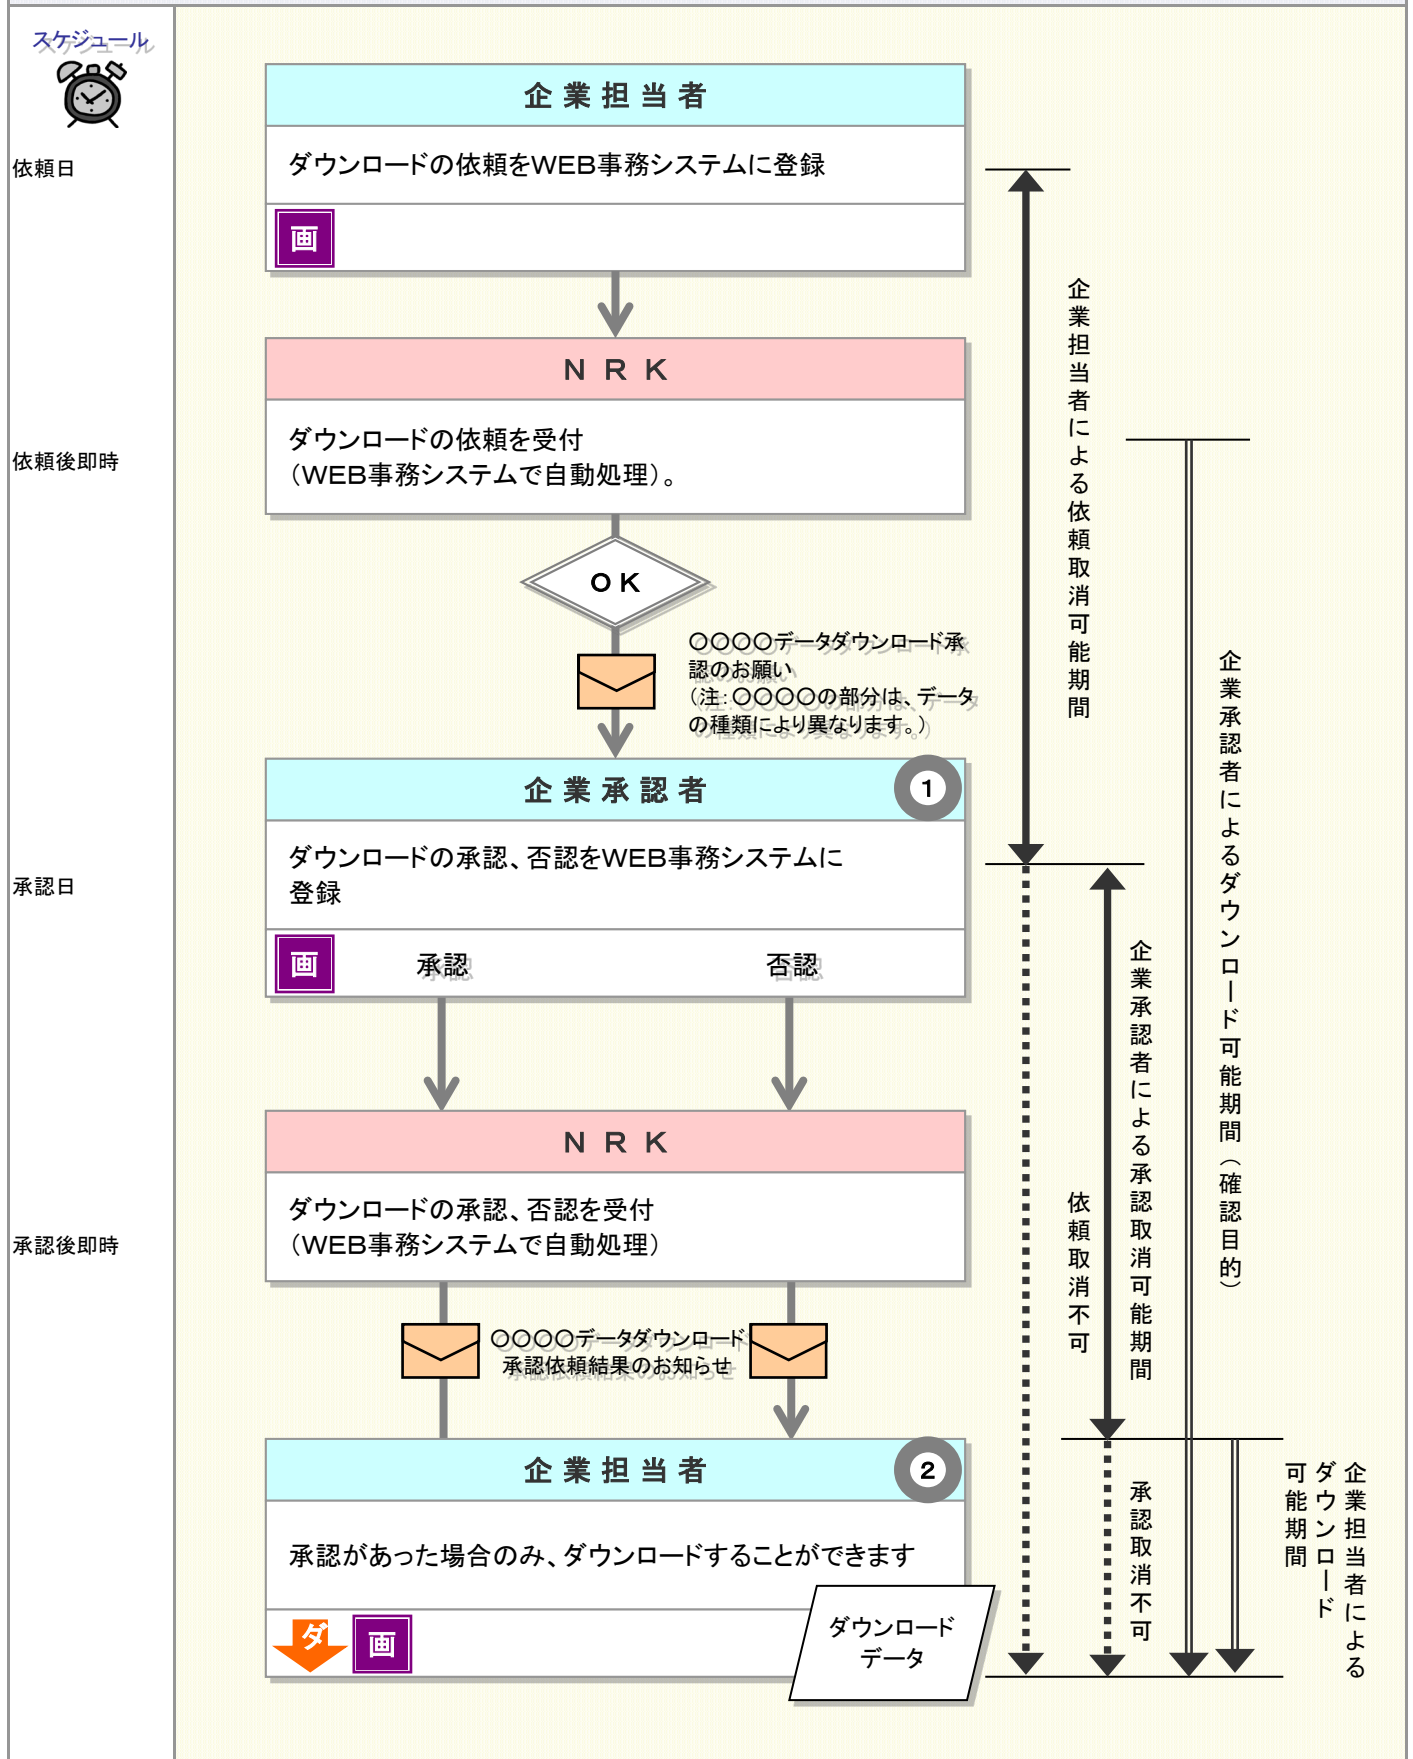 スケジュール
企業担当者
依頼日
ダウンロードの依頼をWEB事務システムに登録
画
NRK
依頼後即時
ダウンロードの依頼を受付
（WEB事務システムで自動処理）。
OK
〇〇〇〇データダウンロード承
認のお願い
（注：〇〇〇〇の部分は、データ
の種類により異なります。）
企業承認者
1
承認日
ダウンロードの承認、否認をWEB事務システムに
登録
画
承認
否認
NRK
承認後即時
ダウンロードの承認、否認を受付
（WEB事務システムで自動処理）
〇〇〇〇データダウンロード
承認依頼結果のお知らせ
企業担当者
2
承認があった場合のみ、ダウンロードすることができます
ダ
画
ダウンロード
データ
企業担当者による依頼取消可能期間
依頼取消不可
企業承認者による承認取消可能期間
承認取消不可
企業承認者によるダウンロード可能期間（確認目的）
企業担当者による
ダウンロード
可能期間